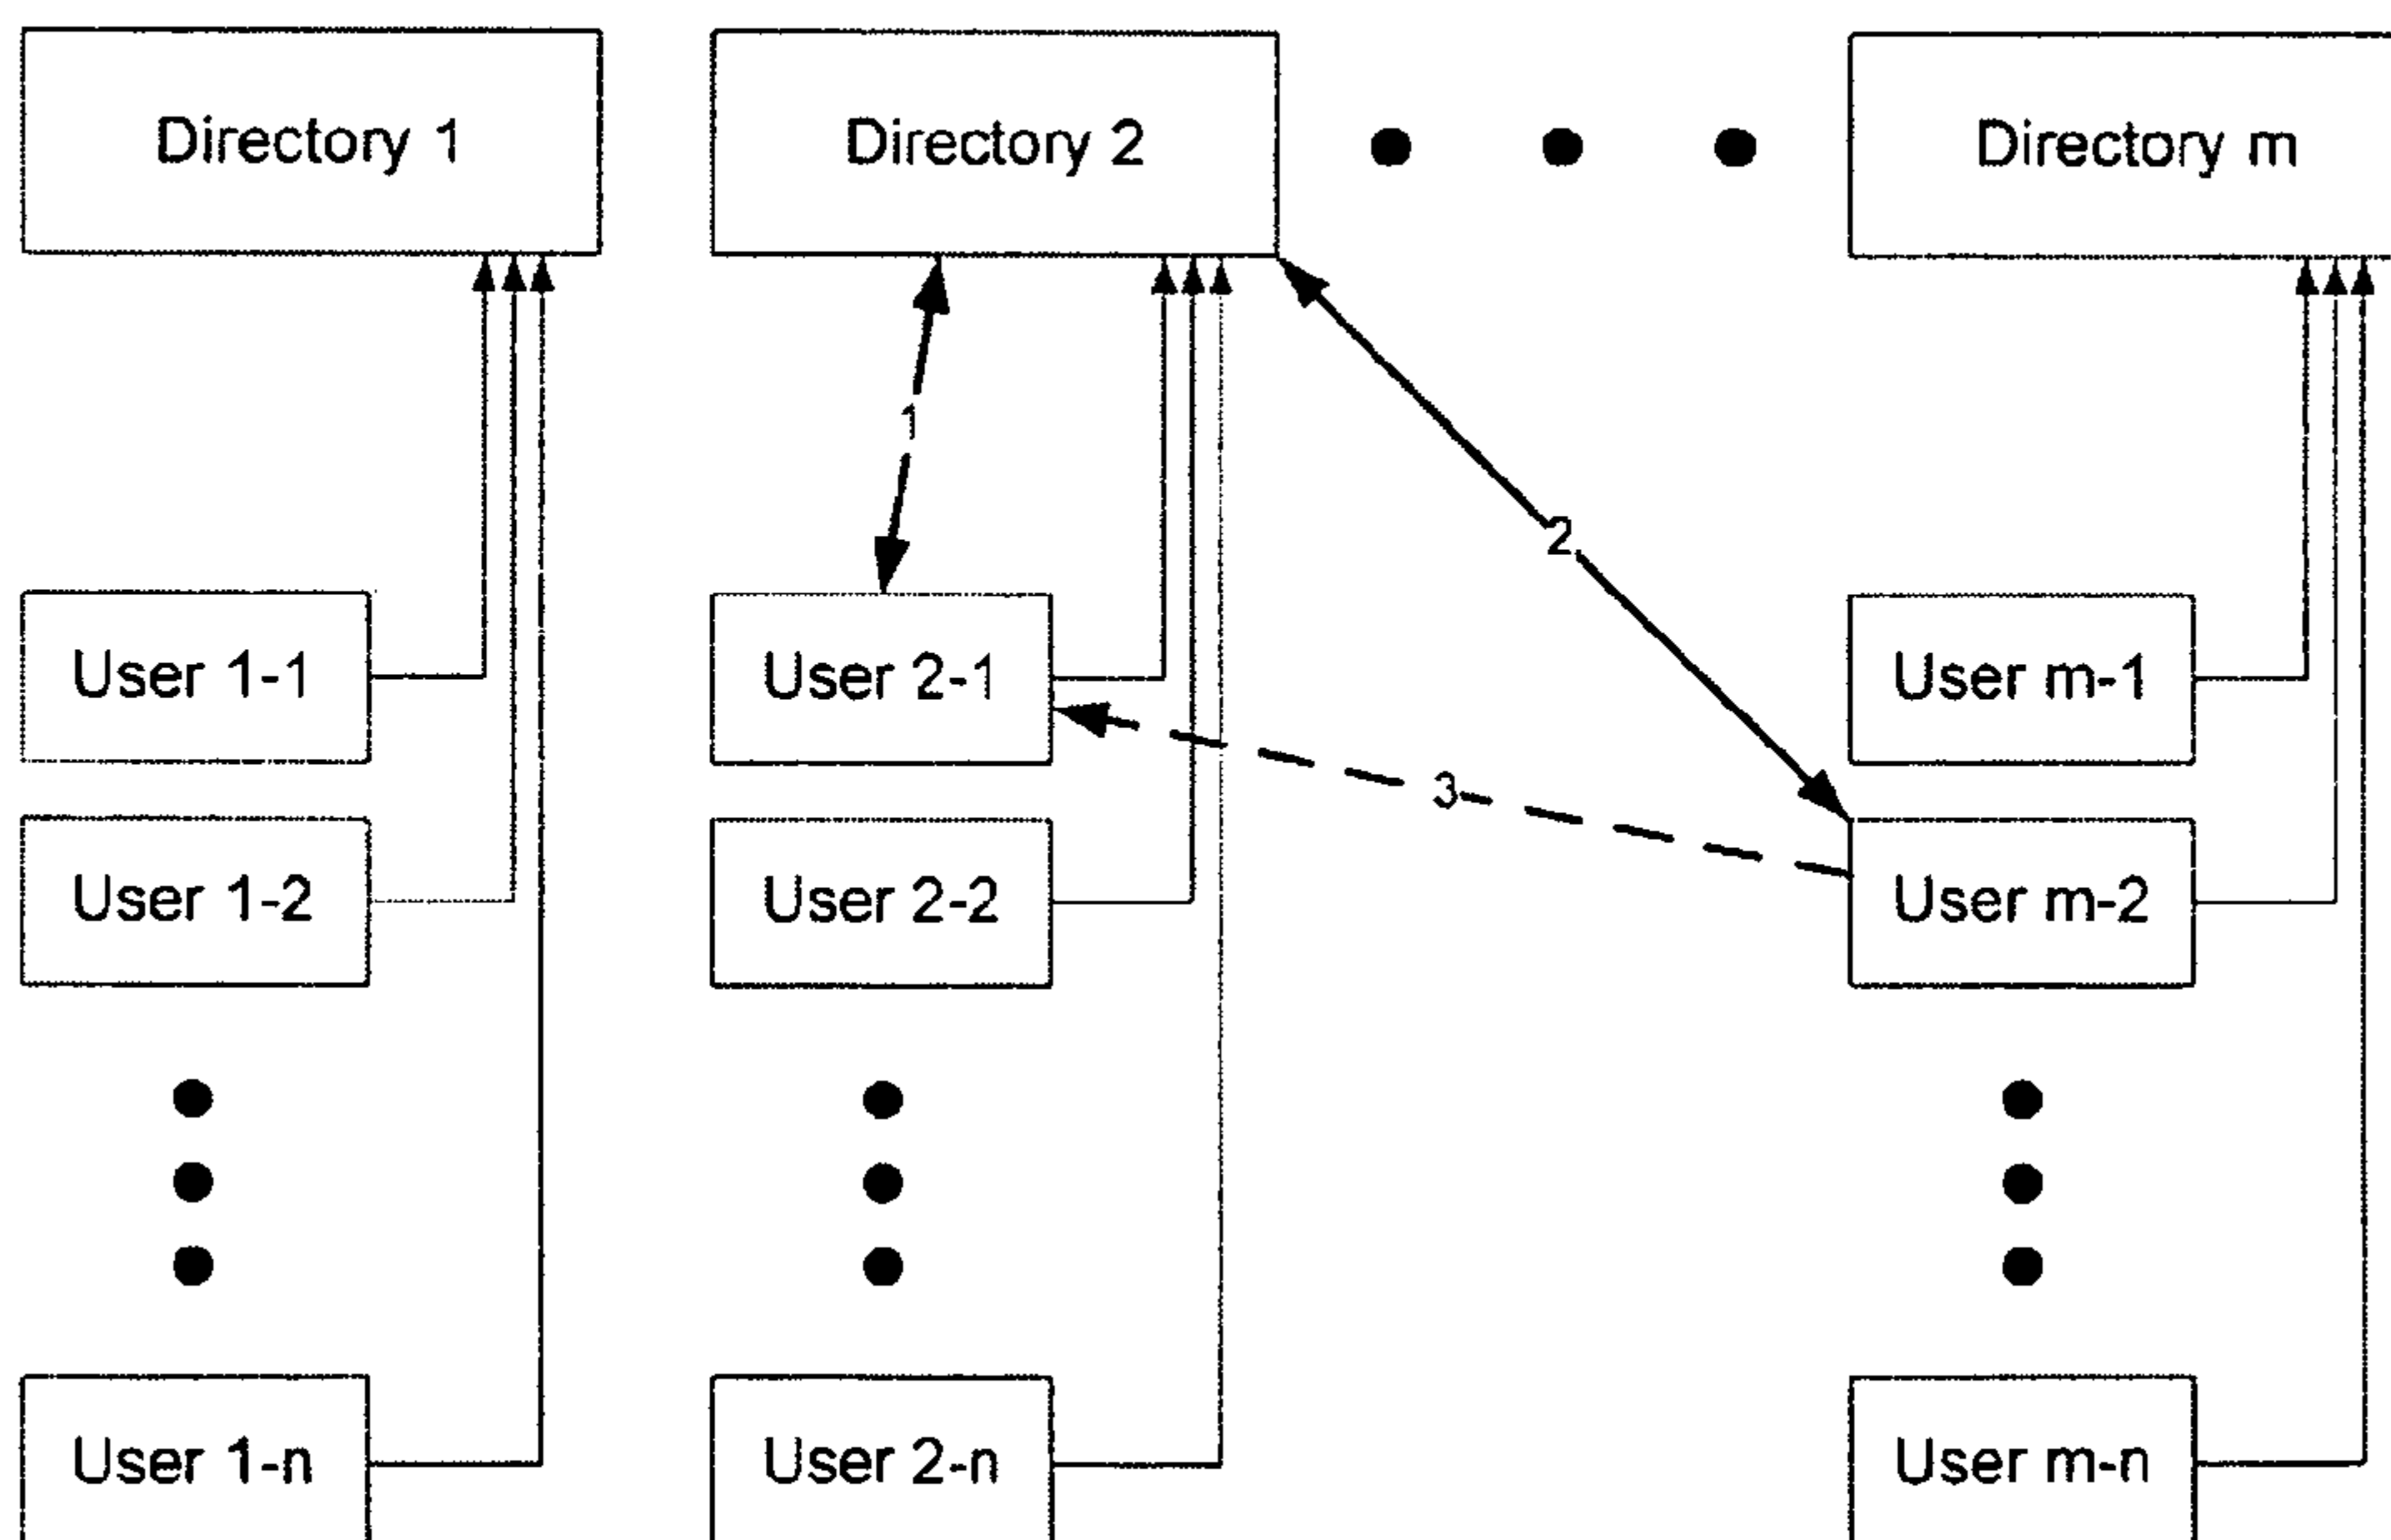 Directory 1
Directory 2
Directory m
1
2
User 1-1
User 2-1
User m-1
3
User 1-2
User 2-2
User m-2
User 1-n
User 2-n
User m-n